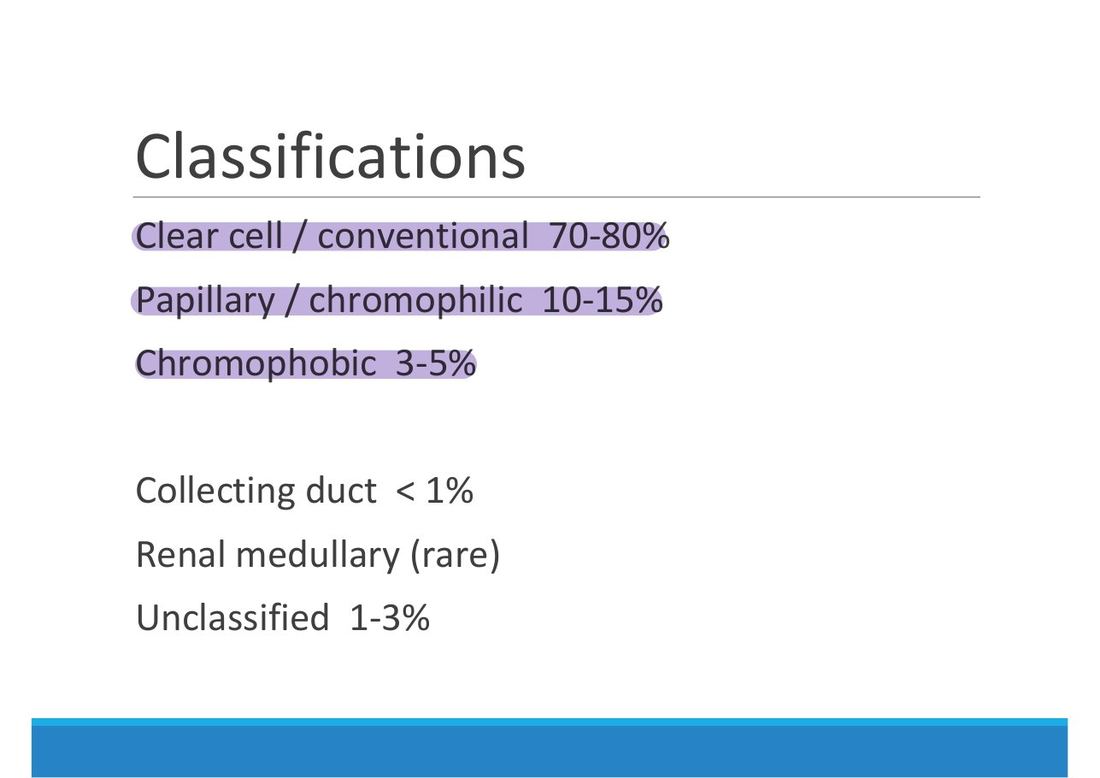 Classifications
Clear cell / conventional  70-80%
Papillary / chromophilic  10-15%
Chromophobic  3-5%
Collecting duct  < 1%
Renal medullary (rare)
Unclassified  1-3%